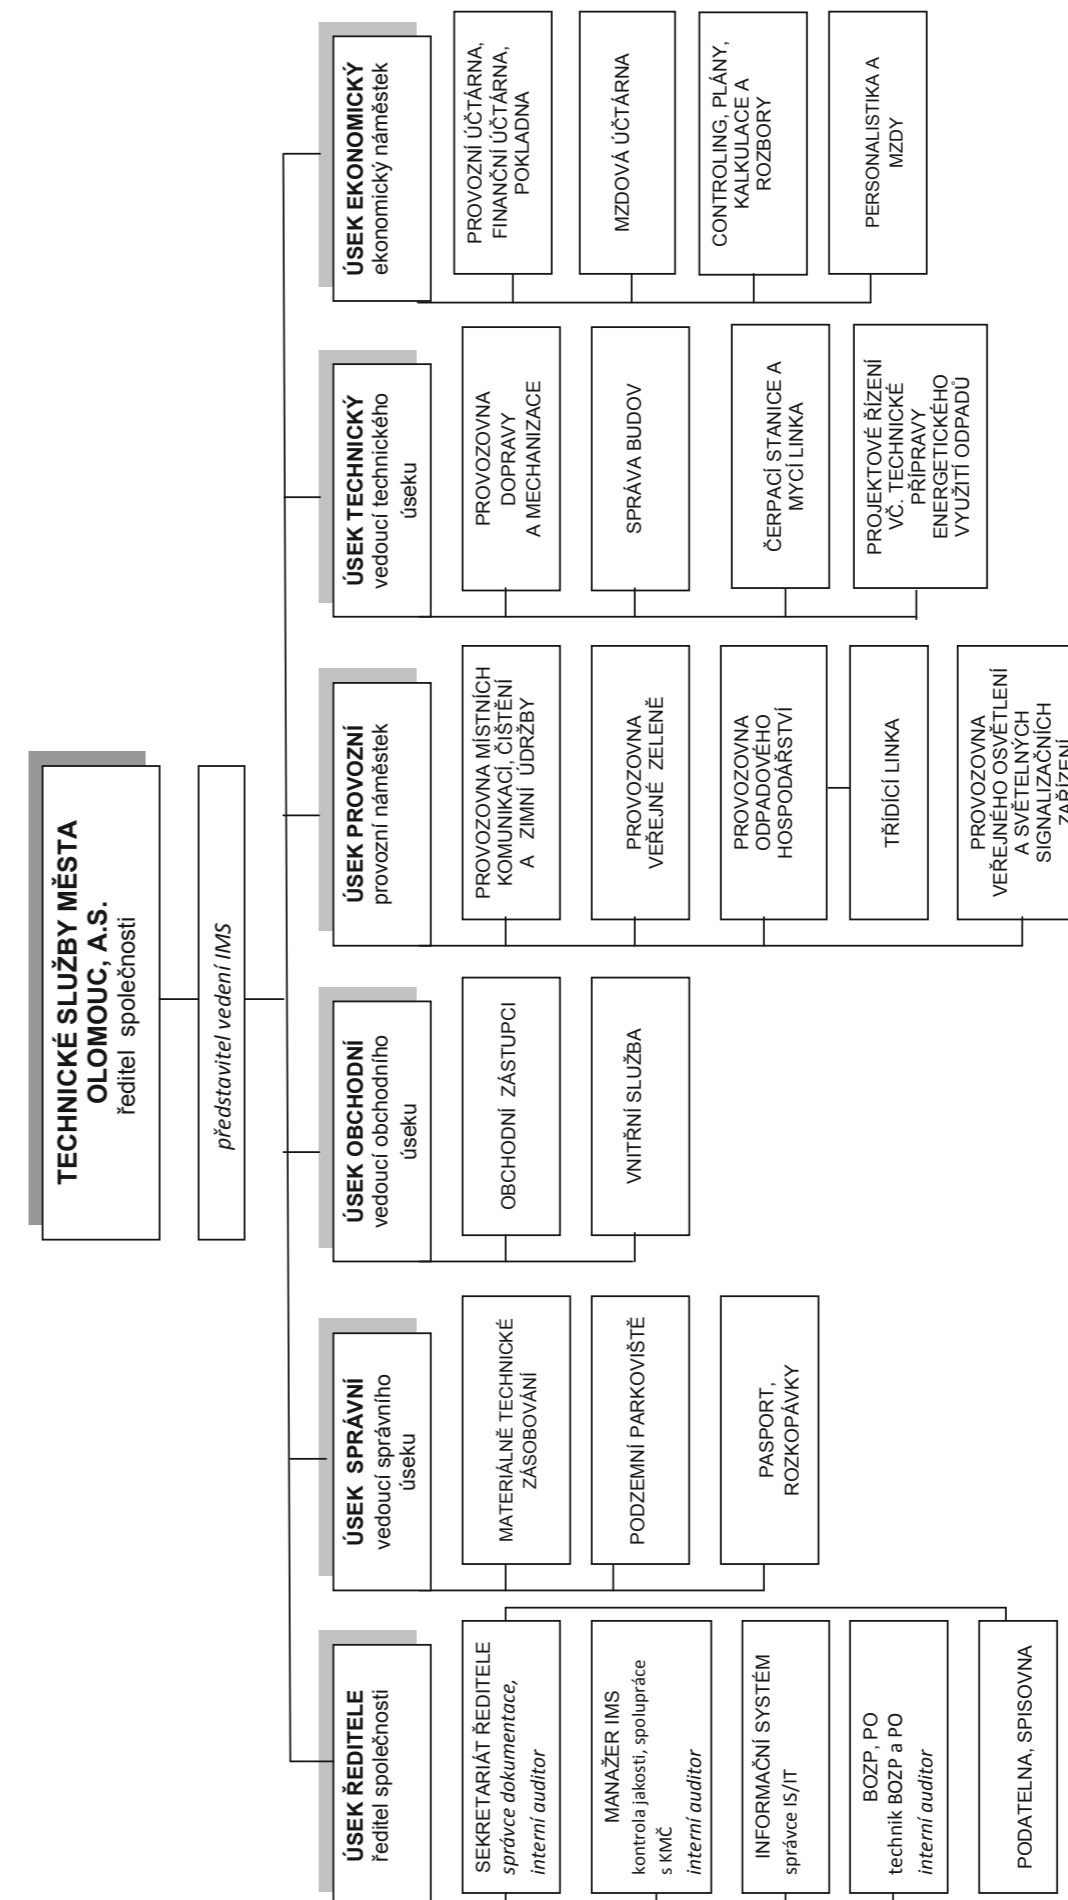 TECHNICKÉ SLUŽBY MĚSTA
OLOMOUC, A.S.
ředitel společnosti
představitel vedení IMS
ÚSEK ŘEDITELE
ředitel společnosti
SEKRETARIÁT ŘEDITELE
správce dokumentace,
interní auditor
MANAŽER IMS
kontrola jakosti, spolupráce
s KMČ
interní auditor
INFORMAČNÍ SYSTÉM
správce IS/IT
BOZP, PO
technik BOZP a PO
interní auditor
PODATELNA, SPISOVNA
ÚSEK SPRÁVNÍ
vedoucí správního
úseku
MATERIÁLNĚ TECHNICKÉ
ZÁSOBOVÁNÍ
PODZEMNÍ PARKOVIŠTĚ
PASPORT,
ROZKOPÁVKY
ÚSEK OBCHODNÍ
vedoucí obchodního
úseku
OBCHODNÍ ZÁSTUPCI
VNITŘNÍ SLUŽBA
ÚSEK PROVOZNÍ
provozní náměstek
PROVOZOVNA MÍSTNÍCH
KOMUNIKACÍ, ČIŠTĚNÍ
A ZIMNÍ ÚDRŽBY
PROVOZOVNA
VEŘEJNÉ ZELENĚ
PROVOZOVNA
ODPADOVÉHO
HOSPODÁŘSTVÍ
TŘÍDÍCÍ LINKA
PROVOZOVNA
VEŘEJNÉHO OSVĚTLENÍ
A SVĚTELNÝCH
SIGNALIZAČNÍCH
ZAŘÍZENÍ
ÚSEK TECHNICKÝ
vedoucí technického
úseku
PROVOZOVNA
DOPRAVY
A MECHANIZACE
SPRÁVA BUDOV
ČERPACÍ STANICE A
MYCÍ LINKA
PROJEKTOVÉ ŘÍZENÍ
VČ. TECHNICKÉ
PŘÍPRAVY
ENERGETICKÉHO
VYUŽITÍ ODPADŮ
ÚSEK EKONOMICKÝ
ekonomický náměstek
PROVOZNÍ ÚČTÁRNA,
FINANČNÍ ÚČTÁRNA,
POKLADNA
MZDOVÁ ÚČTÁRNA
CONTROLING, PLÁNY,
KALKULACE A
ROZBORY
PERSONALISTIKA A
MZDY